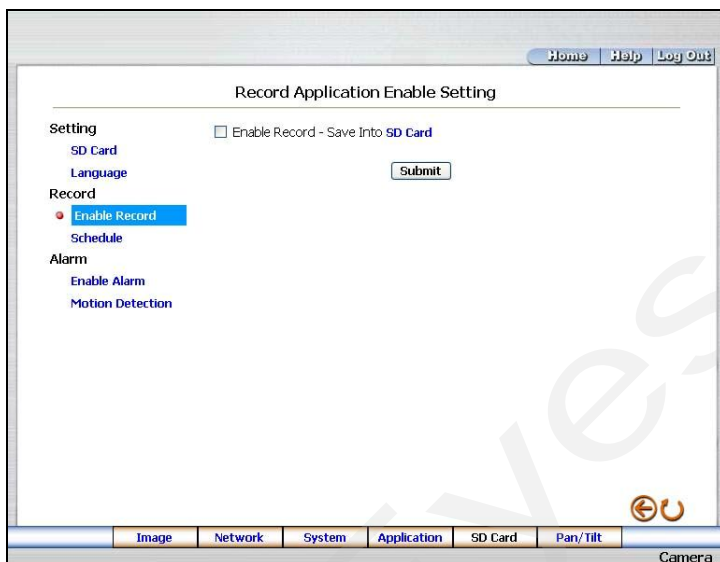 Home Help Log Out
Record Application Enable Setting
Setting
SD Card
Language
Record
Enable Record
Schedule
Alarm
Enable Alarm
Motion Detection
Enable Record - Save Into SD Card
Submit
Image Network System Application SD Card Pan/Tilt
Camera